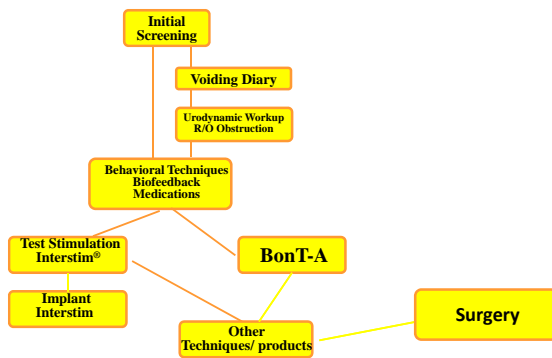 Initial
Screening
Voiding Diary
Urodynamic Workup
R/O Obstruction
Behavioral Techniques
Biofeedback
Medications
Test Stimulation
Interstim®
BonT-A
Implant
Interstim
Surgery
Other
Techniques/ products